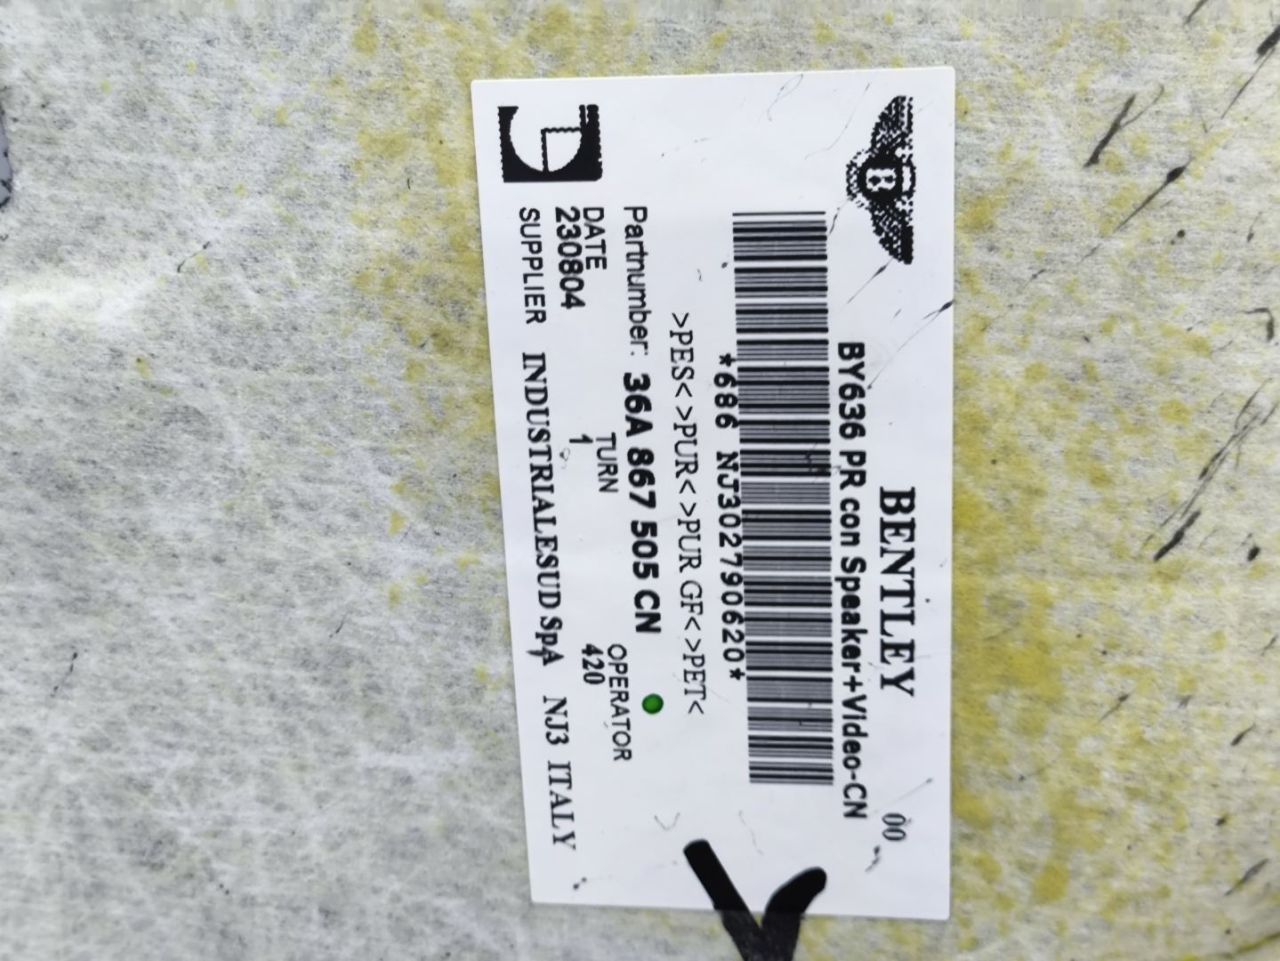 BENTLEY 00
B
BY636 PR con Speaker+Video-CN
*686 NJ302790620*
>PES< >PUR< >PUR GF< >PET<
Partnumber: 36A 867 505 CN
DATE TURN OPERATOR
230804 1 420
SUPPLIER INDUSTRIALESUD SpA NJ3 ITALY